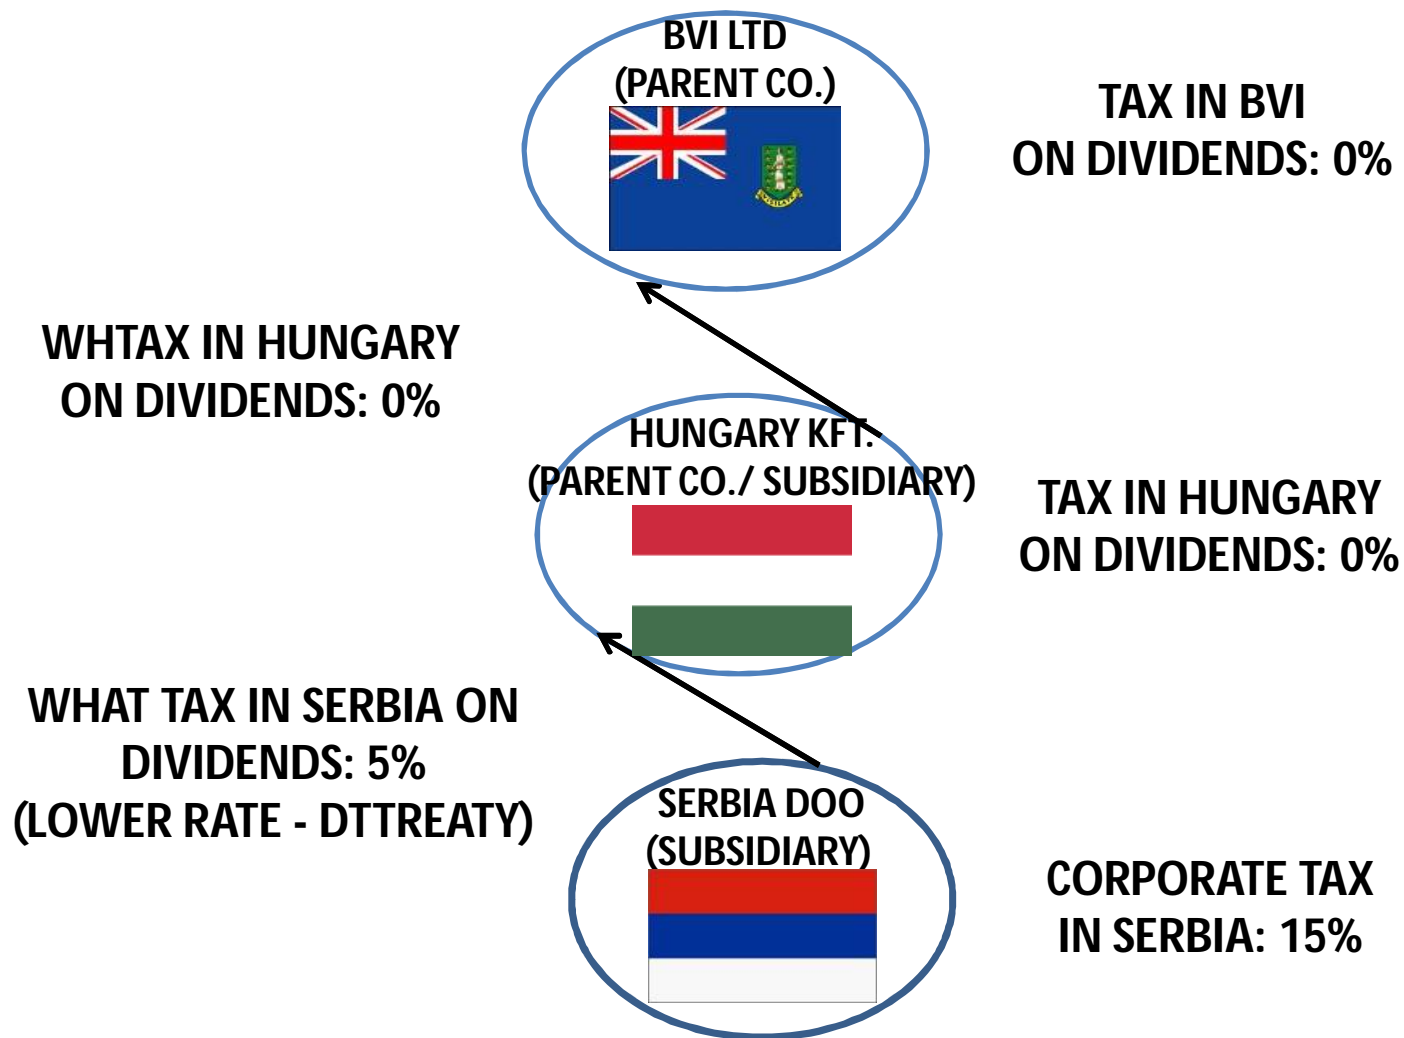 BVI LTD
(PARENT CO.)
TAX IN BVI
ON DIVIDENDS: 0%
WHTAX IN HUNGARY
ON DIVIDENDS: 0%
HUNGARY KFT.
(PARENT CO./ SUBSIDIARY)
TAX IN HUNGARY
ON DIVIDENDS: 0%
WHAT TAX IN SERBIA ON
DIVIDENDS: 5%
(LOWER RATE - DTTREATY)
SERBIA DOO
(SUBSIDIARY)
CORPORATE TAX
IN SERBIA: 15%